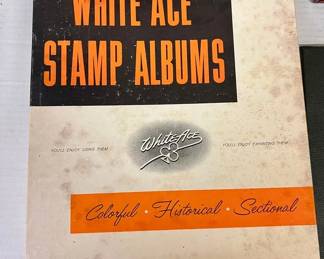 WHITE ACE
STAMP ALBUMS
YOU'LL ENJOY USING THEM
White Ace
YOU'LL ENJOY EXHIBITING THEM
Colorful · Historical · Sectional